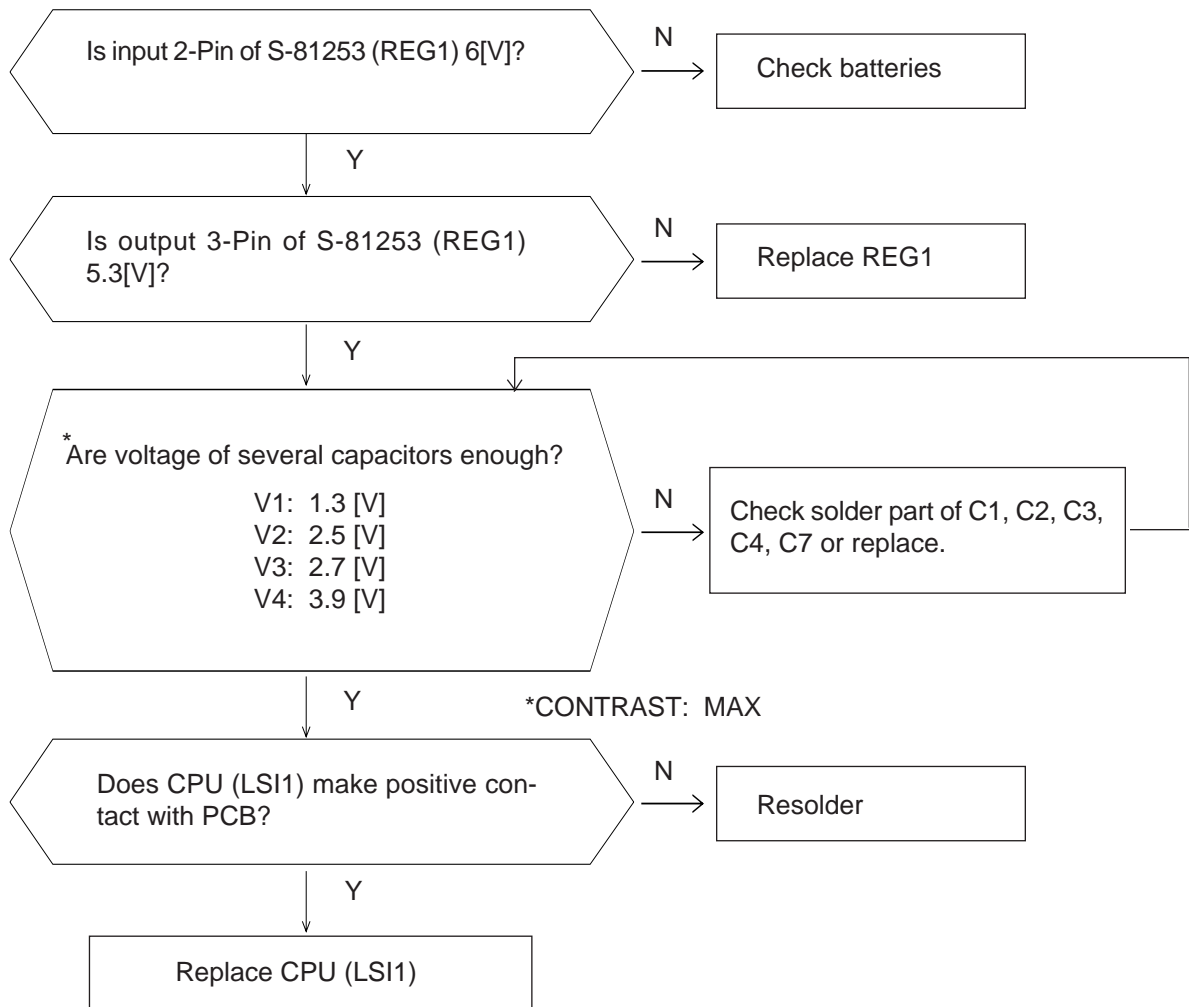 Is input 2-Pin of S-81253 (REG1) 6[V]?
N
Check batteries
Y
Is output 3-Pin of S-81253 (REG1)
5.3[V]?
N
Replace REG1
Y
*Are voltage of several capacitors enough?
V1: 1.3 [V]
V2: 2.5 [V]
V3: 2.7 [V]
V4: 3.9 [V]
N
Check solder part of C1, C2, C3,
C4, C7 or replace.
Y
*CONTRAST: MAX
Does CPU (LSI1) make positive con-
tact with PCB?
N
Resolder
Y
Replace CPU (LSI1)